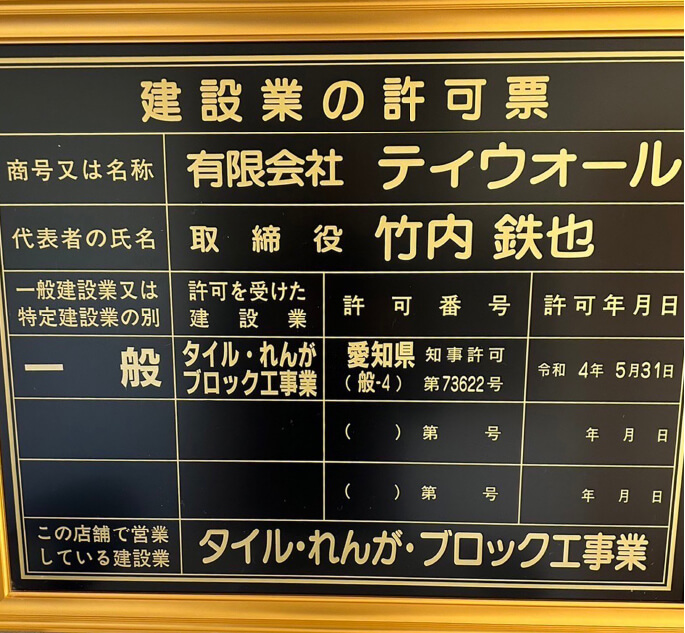 建設業の許可票
商号又は名称 有限会社 ティウォール
代表者の氏名 取締役 竹内 鉄也
一般建設業又は特定建設業の別 許可を受けた建設業 許可番号 許可年月日
一般 タイル・れんがブロック工事業 愛知県 知事許可(般-4) 第73622号 令和 4年 5月31日
( )第 号 年 月 日
( )第 号 年 月 日
この店舗で営業している建設業 タイル・れんが・ブロック工事業